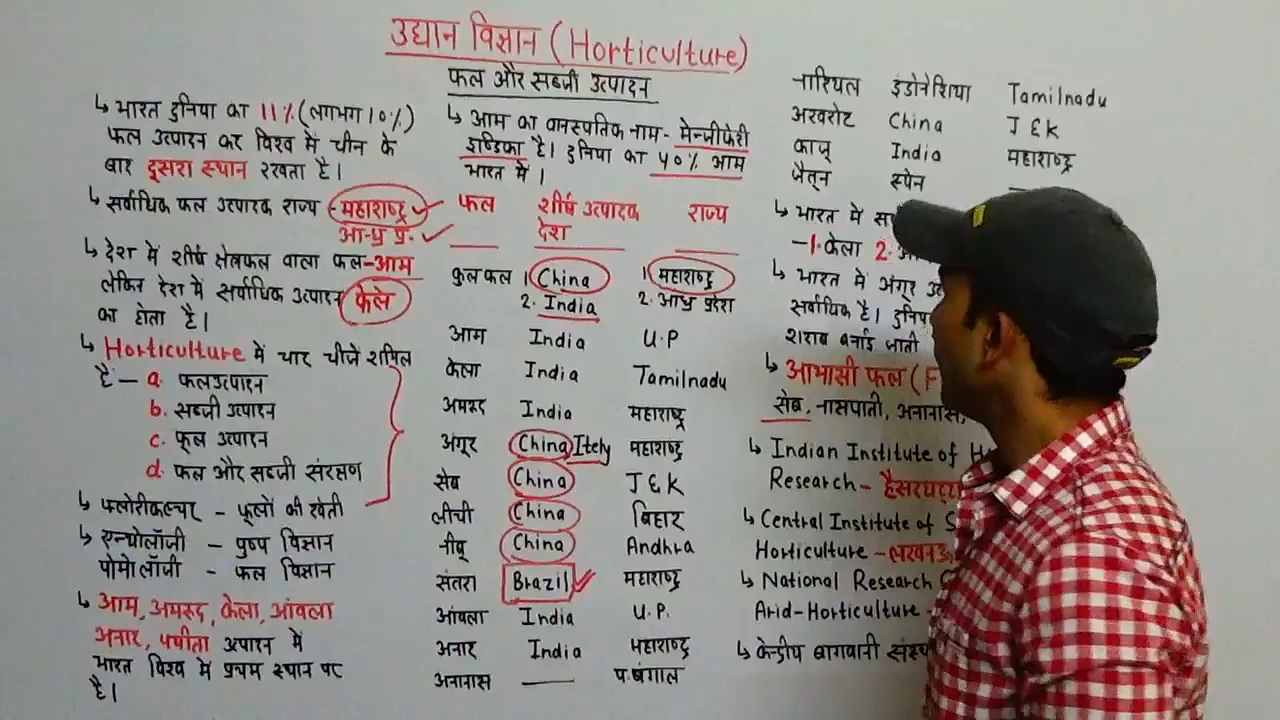 उद्यान विज्ञान (Horticulture)
फल और सब्जी उत्पादन
↳ भारत दुनिया का 11% (लगभग 10%)
फल उत्पादन कर विश्व में चीन के
बाद दूसरा स्थान रखता है।
↳ सर्वाधिक फल उत्पादक राज्य - महाराष्ट्र
आन्ध्र प्र.
↳ देश में शीर्ष क्षेत्रफल वाला फल - आम
लेकिन देश में सर्वाधिक उत्पादन केले
का होता है।
↳ Horticulture में चार चीजें शामिल
है — a. फलउत्पादन
b. सब्जी उत्पादन
c. फूल उत्पादन
d. फल और सब्जी संरक्षण
↳ फ्लोरीकल्चर - फूलों की खेती
↳ एन्थोलॉजी - पुष्प विज्ञान
पोमोलॉजी - फल विज्ञान
↳ आम, अमरूद, केला, आंवला
अनार, पपीता उत्पादन में
भारत विश्व में प्रथम स्थान पर
है।
↳ आम का वानस्पतिक नाम - मेन्जीफेरी
इण्डिका है। दुनिया का 40% आम
भारत में।
फल शीर्ष उत्पादक राज्य
देश
कुल फल 1 China 1 महाराष्ट्र
2. India 2. आंध्र प्रदेश
आम India U.P
केला India Tamilnadu
अमरूद India महाराष्ट्र
अंगूर China Itely महाराष्ट्र
सेब China J & K
लीची China बिहार
नीबू China Andhra
संतरा Brazil महाराष्ट्र
आंवला India U.P.
अनार India महाराष्ट्र
अनानास — प. बंगाल
नारियल इंडोनेशिया Tamilnadu
अखरोट China J & K
काजू India महाराष्ट्र
जैतून स्पेन —
↳ भारत में
- 1. केला 2.
↳ भारत में अंगूर
सर्वाधिक है।
शराब बनाई जाती
↳ आभासी फल (F
सेब, नासपाती, अनानास,
↳ Indian Institute of
Research -
↳ Central Institute of
Horticulture - लखनऊ
↳ National Research
Arid-Horticulture -
↳ केन्द्रीय बागवानी